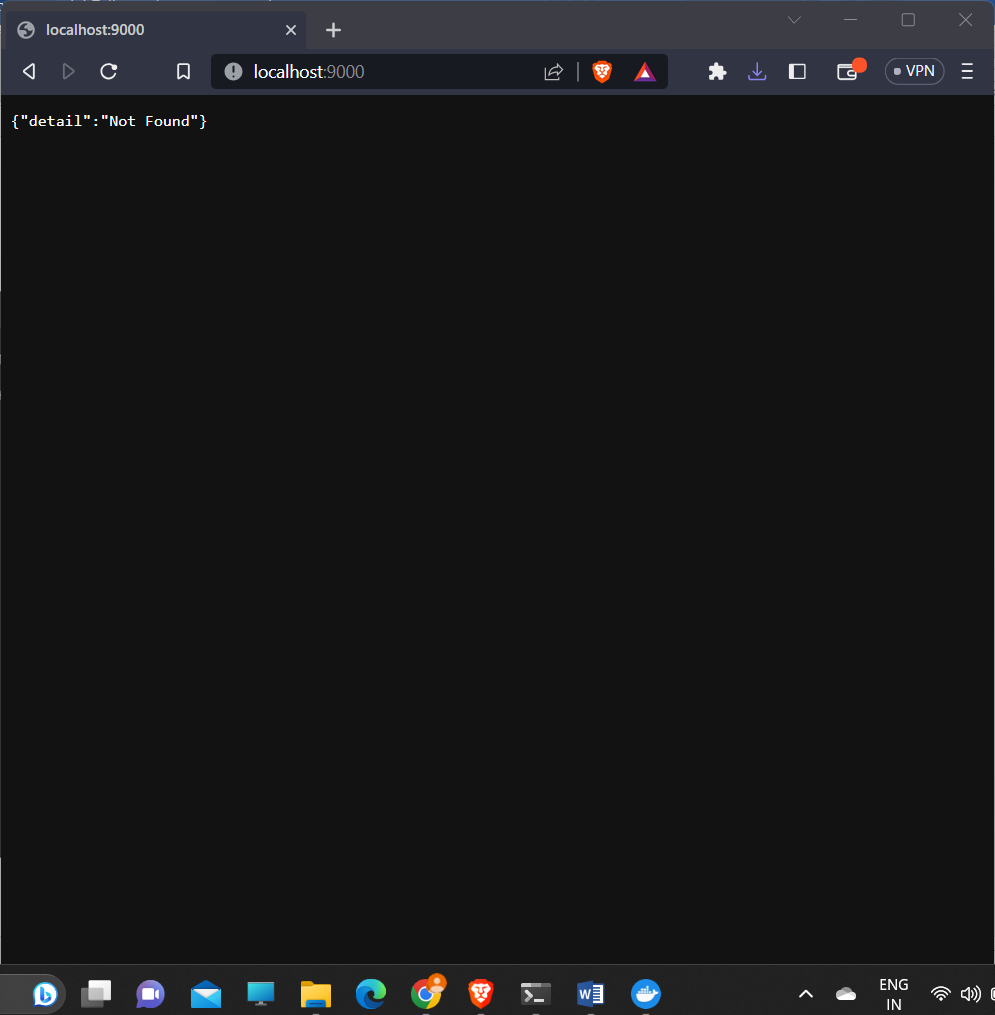 localhost:9000
localhost:9000
VPN
{"detail":"Not Found"}
ENG
IN